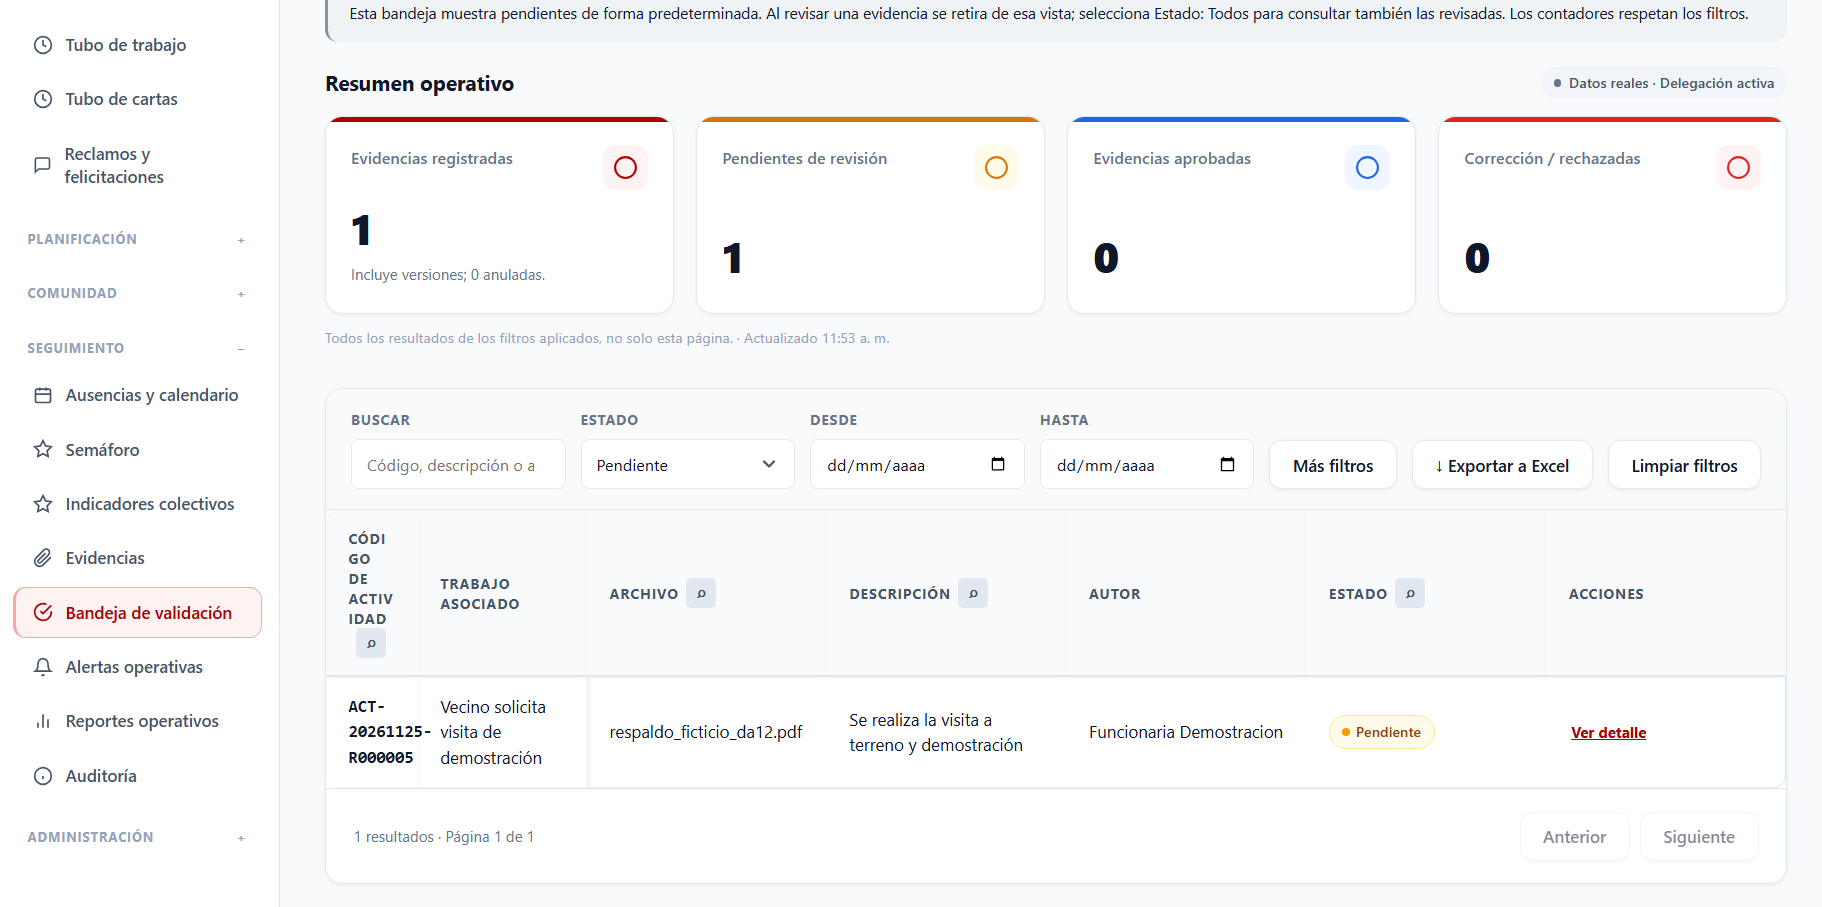 Tubo de trabajo
Tubo de cartas
Reclamos y
felicitaciones
PLANIFICACIÓN +
COMUNIDAD +
SEGUIMIENTO –
Ausencias y calendario
Semáforo
Indicadores colectivos
Evidencias
Bandeja de validación
Alertas operativas
Reportes operativos
Auditoría
ADMINISTRACIÓN +
Esta bandeja muestra pendientes de forma predeterminada. Al revisar una evidencia se retira de esa vista; selecciona Estado: Todos para consultar también las revisadas. Los contadores respetan los filtros.
Resumen operativo
Datos reales · Delegación activa
Evidencias registradas
1
Incluye versiones; 0 anuladas.
Pendientes de revisión
1
Evidencias aprobadas
0
Corrección / rechazadas
0
Todos los resultados de los filtros aplicados, no solo esta página. · Actualizado 11:53 a. m.
BUSCAR
Código, descripción o a
ESTADO
Pendiente
DESDE
dd/mm/aaaa
HASTA
dd/mm/aaaa
Más filtros
↓ Exportar a Excel
Limpiar filtros
CÓDI
GO
DE
ACTIV
IDAD
TRABAJO
ASOCIADO
ARCHIVO
DESCRIPCIÓN
AUTOR
ESTADO
ACCIONES
ACT-
20261125-
R000005
Vecino solicita
visita de
demostración
respaldo_ficticio_da12.pdf
Se realiza la visita a
terreno y demostración
Funcionaria Demostracion
Pendiente
Ver detalle
1 resultados · Página 1 de 1
Anterior
Siguiente